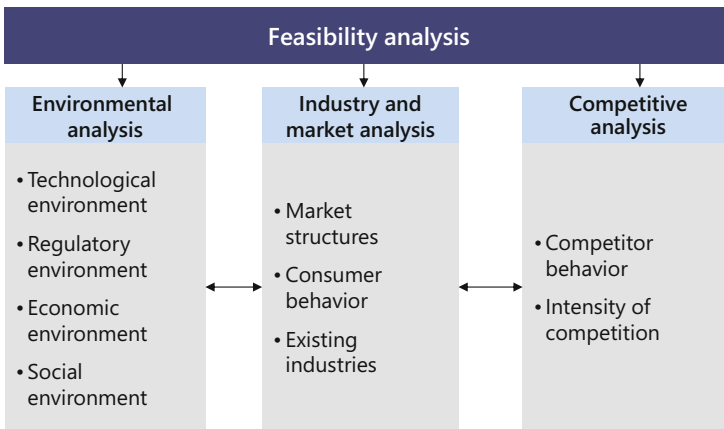 Feasibility analysis
Environmental
analysis
• Technological
environment
• Regulatory
environment
• Economic
environment
• Social
environment
Industry and
market analysis
• Market
structures
• Consumer
behavior
• Existing
industries
Competitive
analysis
• Competitor
behavior
• Intensity of
competition